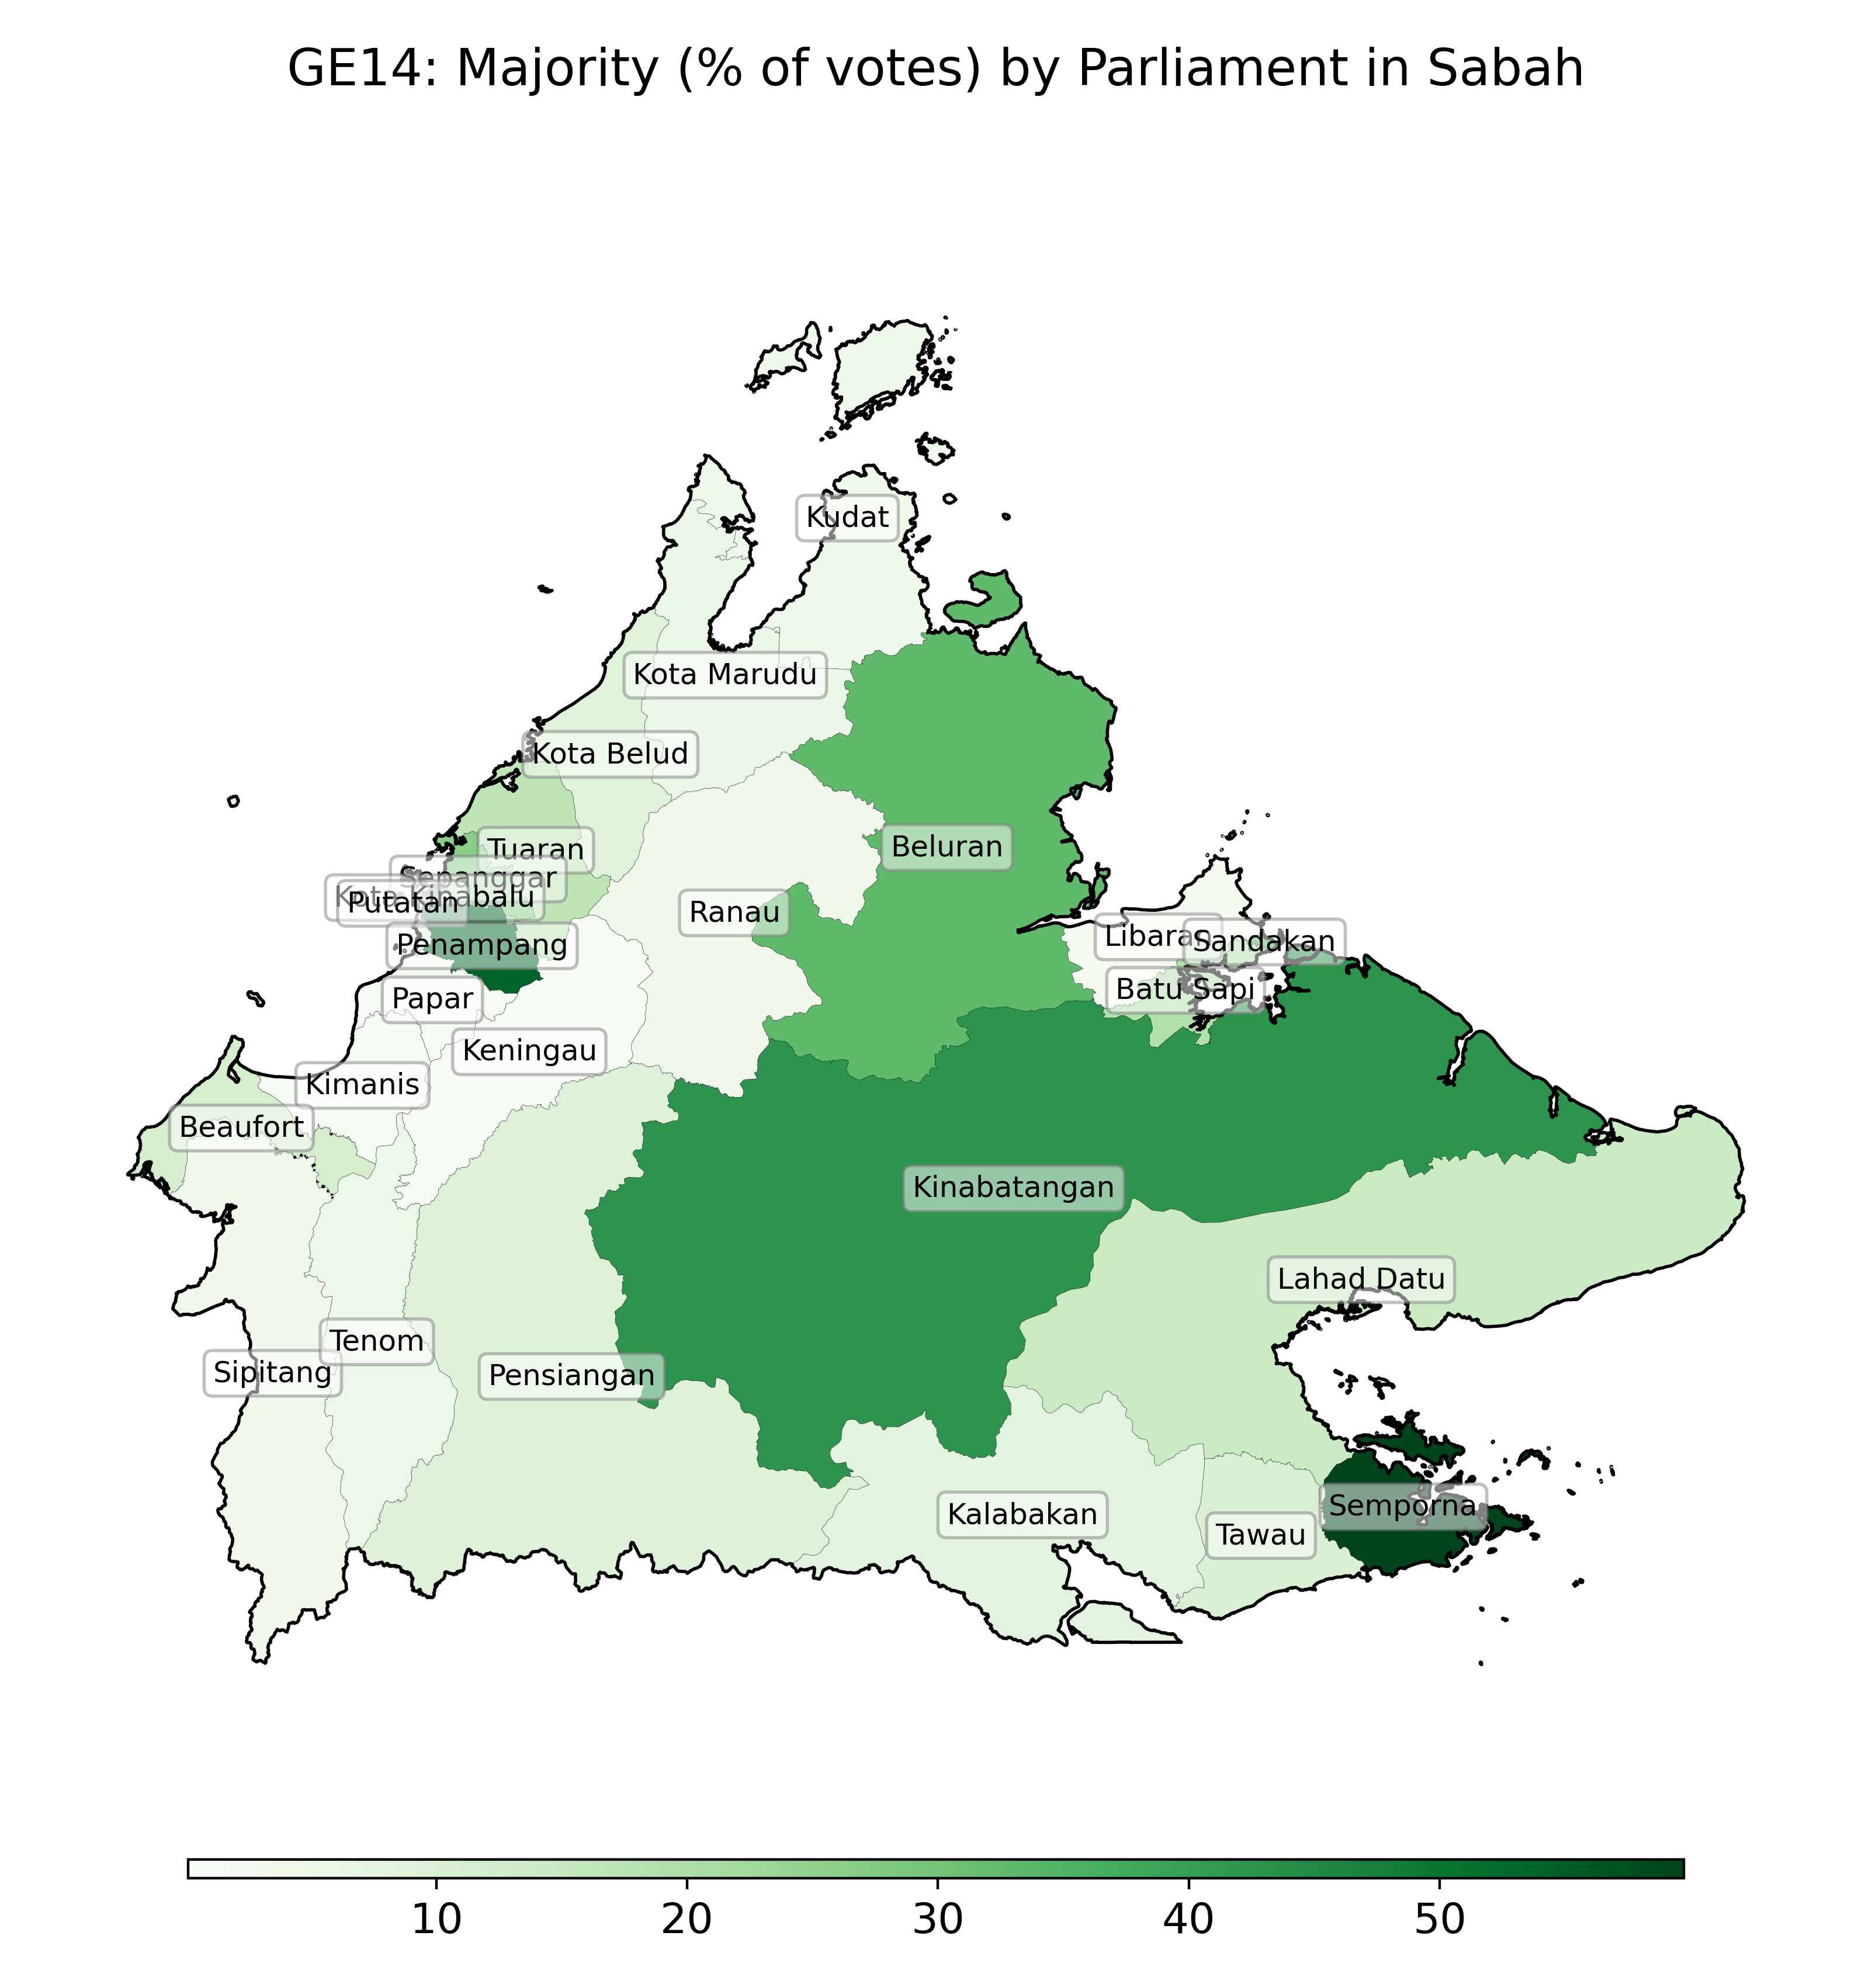 GE14: Majority (% of votes) by Parliament in Sabah
Kudat
Kota Marudu
Kota Belud
Tuaran
Beluran
Sepanggar
Kota Kinabalu
Putatan
Ranau
Penampang
Libaran
Sandakan
Batu Sapi
Papar
Keningau
Kimanis
Beaufort
Kinabatangan
Lahad Datu
Tenom
Sipitang
Pensiangan
Semporna
Kalabakan
Tawau
10 20 30 40 50